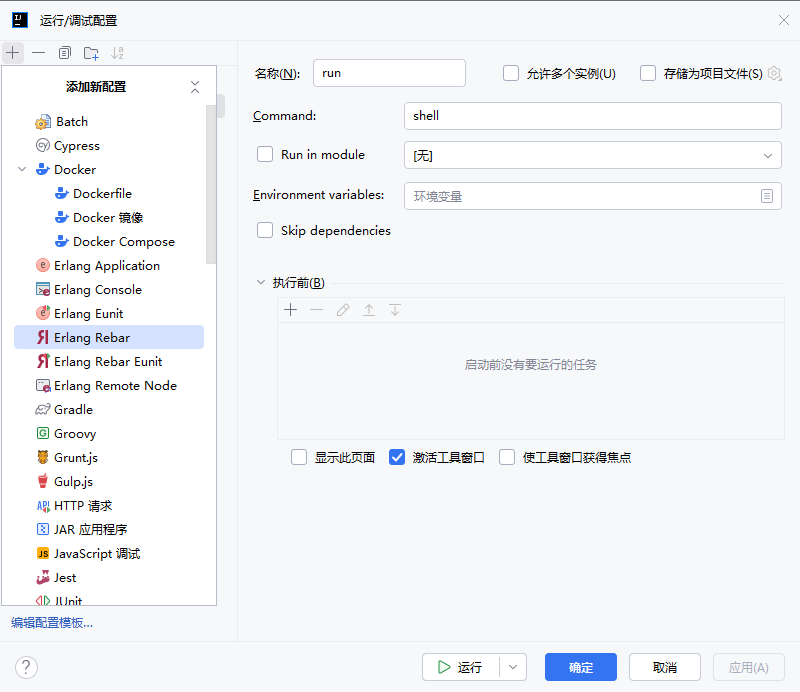 运行/调试配置
添加新配置
Batch
Cypress
Docker
Dockerfile
Docker 镜像
Docker Compose
Erlang Application
Erlang Console
Erlang Eunit
Erlang Rebar
Erlang Rebar Eunit
Erlang Remote Node
Gradle
Groovy
Grunt.js
Gulp.js
HTTP 请求
JAR 应用程序
JavaScript 调试
Jest
JUnit
编辑配置模板...
名称(N): run 允许多个实例(U) 存储为项目文件(S)
Command: shell
Run in module [无]
Environment variables: 环境变量
Skip dependencies
执行前(B)
启动前没有要运行的任务
显示此页面 激活工具窗口 使工具窗口获得焦点
? 运行 确定 取消 应用(A)